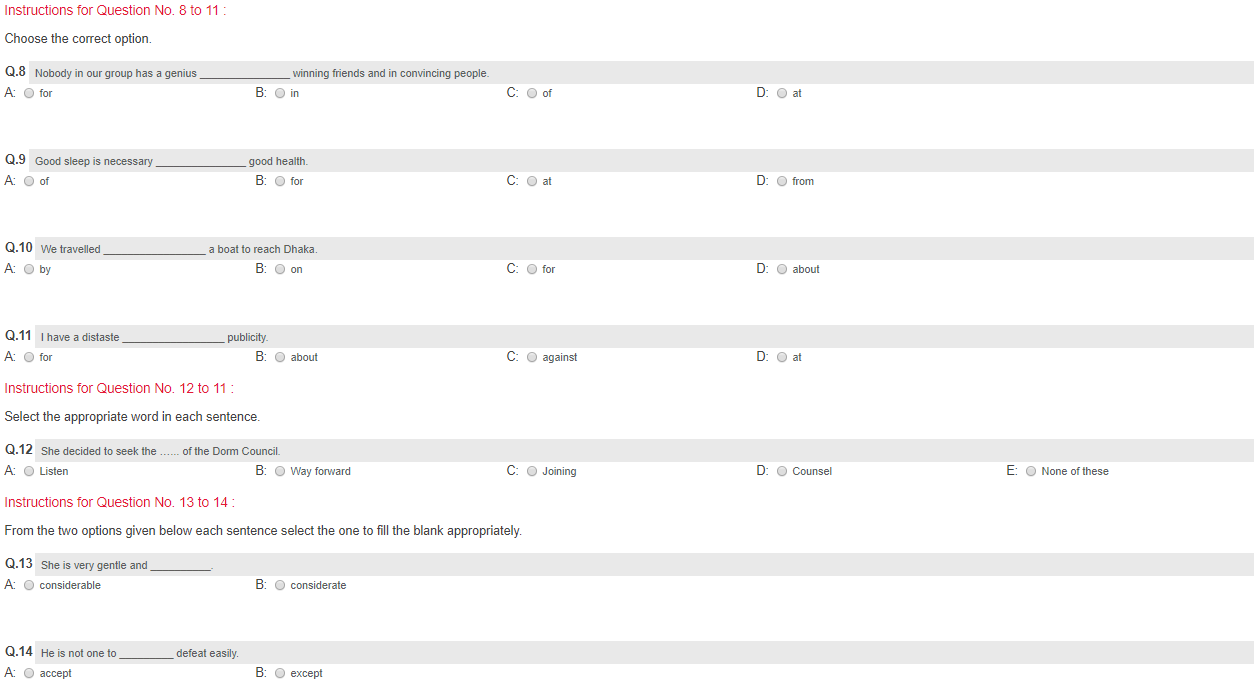 Instructions for Question No. 8 to 11 :
Choose the correct option.
Q.8 Nobody in our group has a genius _______________ winning friends and in convincing people.
A: for B: in C: of D: at
Q.9 Good sleep is necessary _______________ good health.
A: of B: for C: at D: from
Q.10 We travelled _________________ a boat to reach Dhaka.
A: by B: on C: for D: about
Q.11 I have a distaste _________________ publicity.
A: for B: about C: against D: at
Instructions for Question No. 12 to 11 :
Select the appropriate word in each sentence.
Q.12 She decided to seek the …… of the Dorm Council.
A: Listen B: Way forward C: Joining D: Counsel E: None of these
Instructions for Question No. 13 to 14 :
From the two options given below each sentence select the one to fill the blank appropriately.
Q.13 She is very gentle and __________.
A: considerable B: considerate
Q.14 He is not one to _________ defeat easily.
A: accept B: except